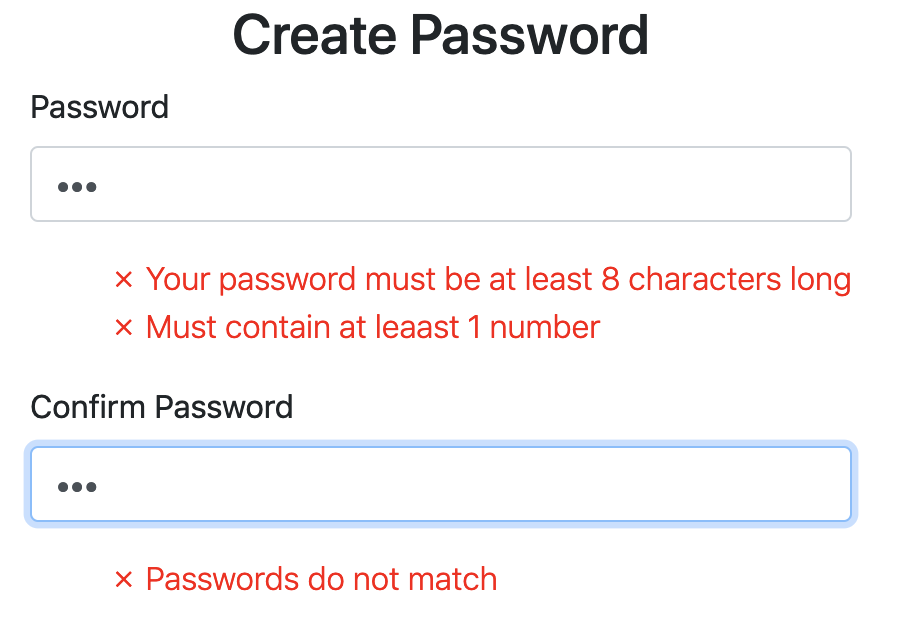 Create Password
Password
•••
× Your password must be at least 8 characters long
× Must contain at leaast 1 number
Confirm Password
•••
× Passwords do not match